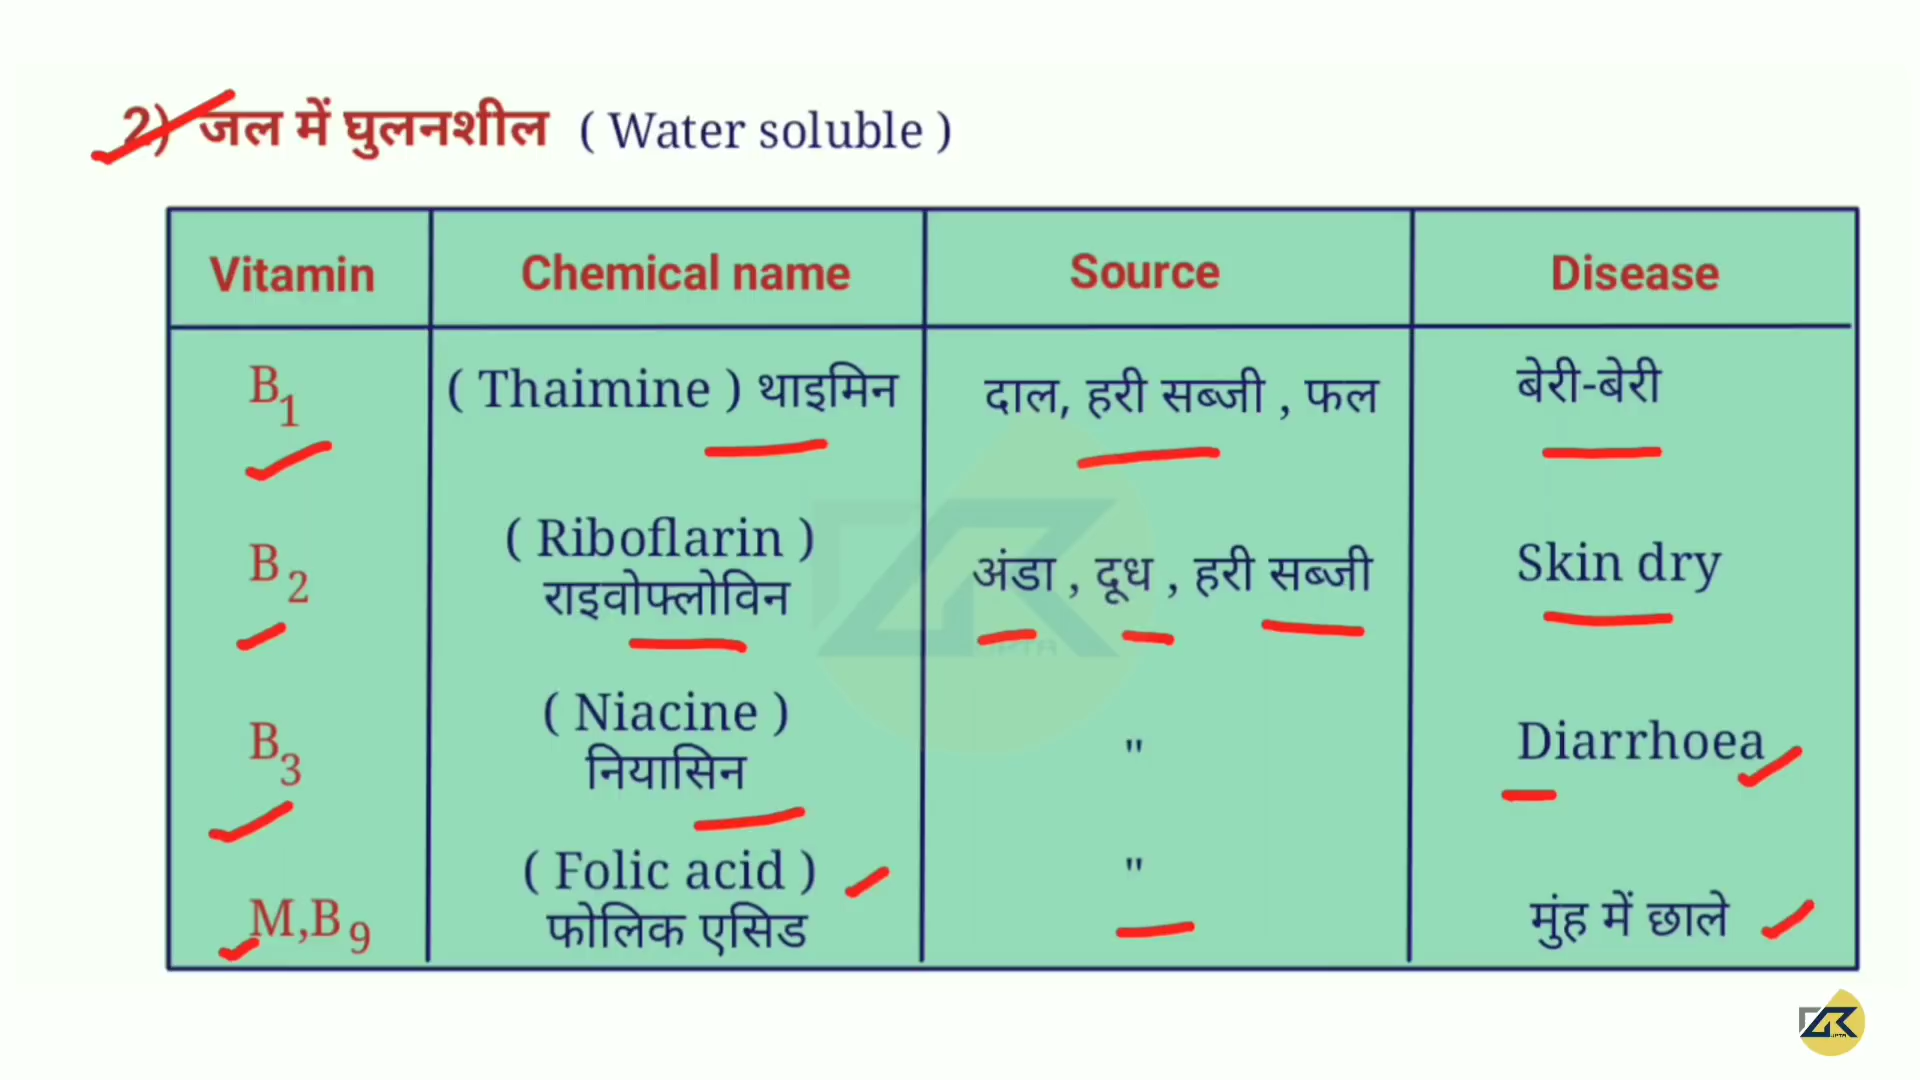 2) जल में घुलनशील ( Water soluble )
Vitamin Chemical name Source Disease
B1 ( Thaimine ) थाइमिन दाल, हरी सब्जी , फल बेरी-बेरी
B2 ( Riboflarin ) राइवोफ्लोविन अंडा , दूध , हरी सब्जी Skin dry
B3 ( Niacine ) नियासिन " Diarrhoea
M,B9 ( Folic acid ) फोलिक एसिड " मुंह में छाले